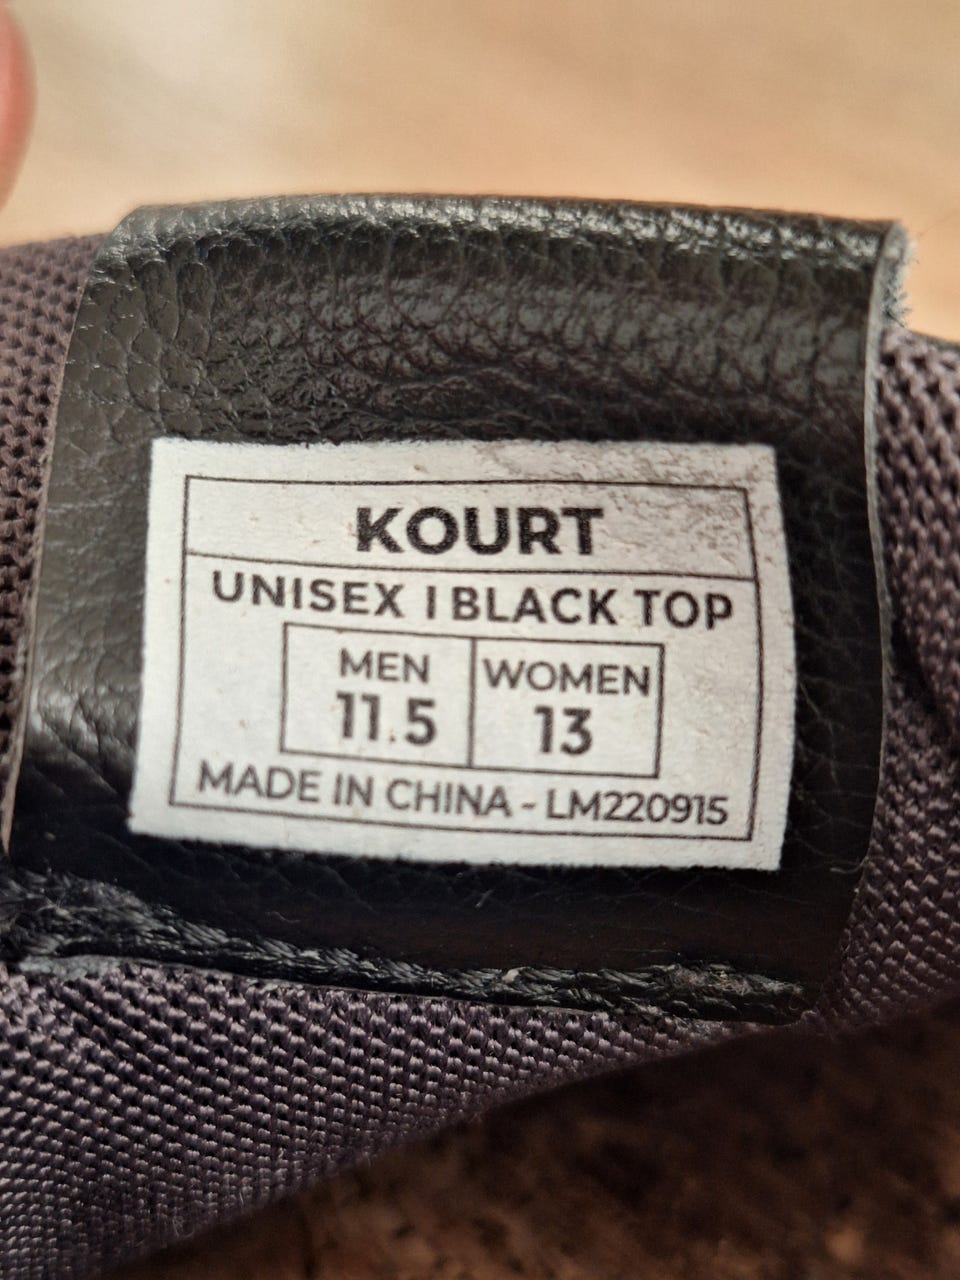 KOURT
UNISEX | BLACK TOP
MEN WOMEN
11.5 13
MADE IN CHINA - LM220915